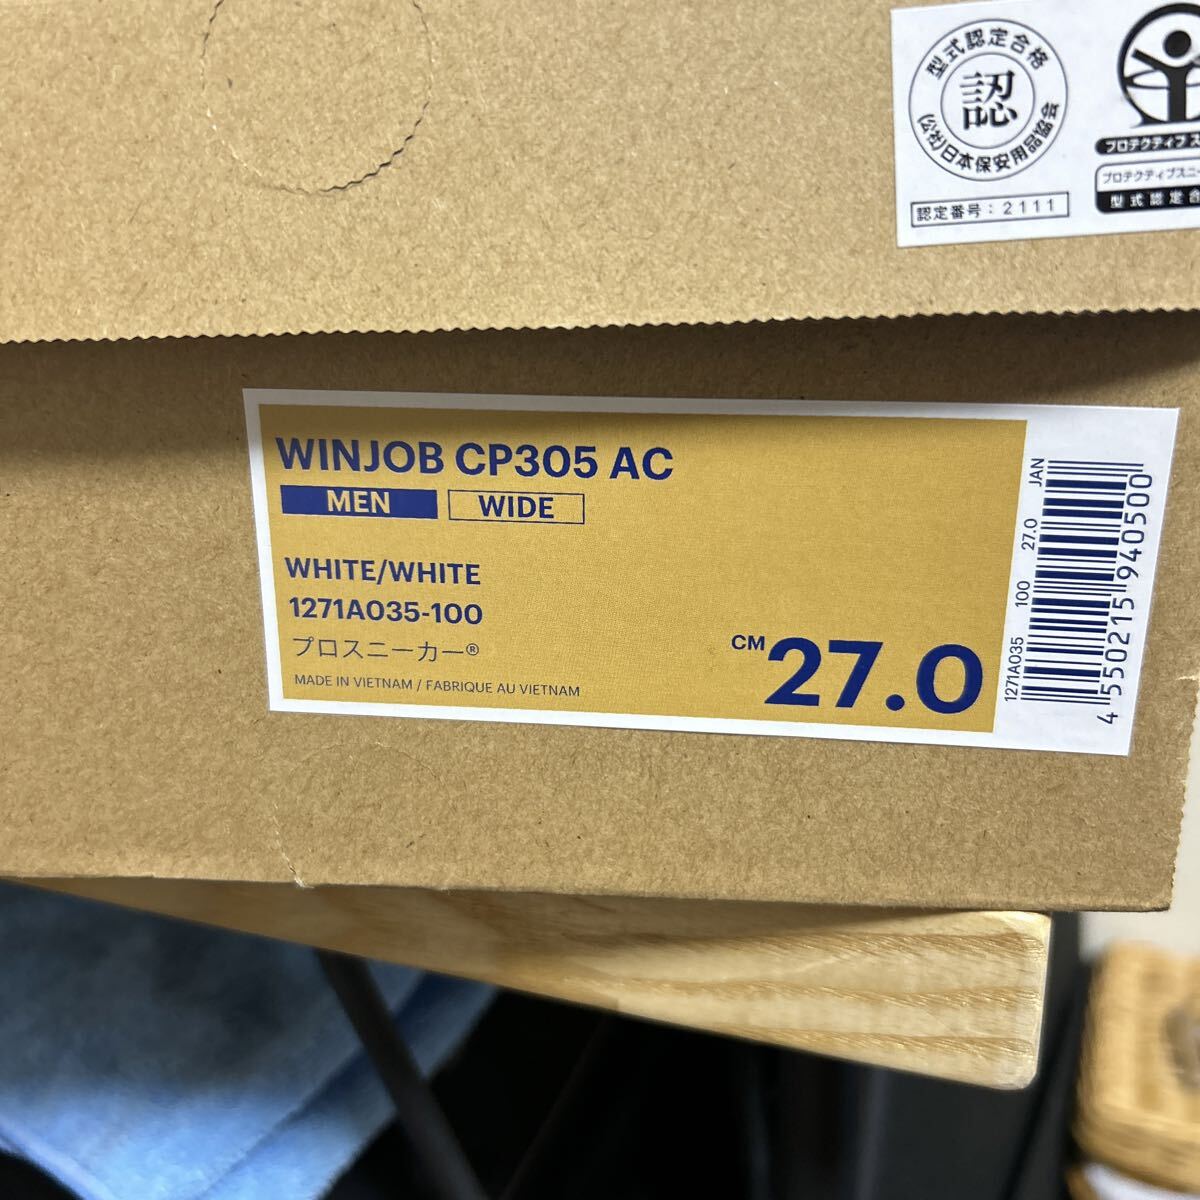 型式認定合格
認
(公社)日本保安用品協会
認定番号：2111
プロテクティブス
プロテクティブスニー
型式認定合
WINJOB CP305 AC
MEN WIDE
WHITE/WHITE
1271A035-100
プロスニーカー®
MADE IN VIETNAM / FABRIQUE AU VIETNAM
CM 27.0
1271A035 100 27.0 JAN
4 550215 940500